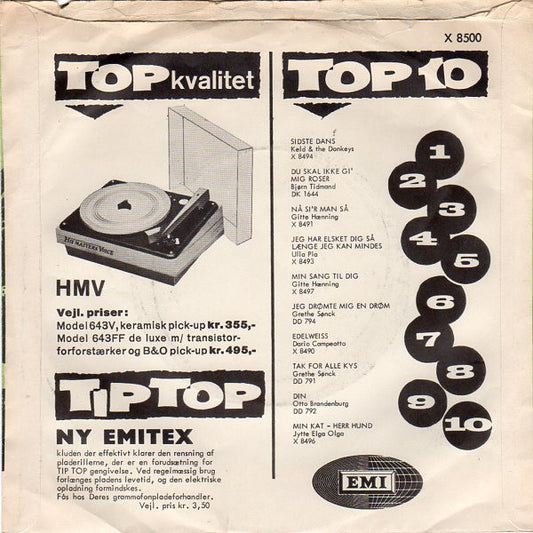 X 8500
TOP kvalitet
HIS MASTERS VOICE
HMV
Vejl. priser:
Model 643V, keramisk pick-up kr. 355,-
Model 643FF de luxe m/ transistor-
forforstærker og B&O pick-up kr. 495,-
TIP TOP
NY EMITEX
kluden der effektivt klarer den rensning af
pladerillerne, der er en forudsætning for
TIP TOP gengivelse. Ved regelmæssig brug
forlænges pladens levetid, og den elektriske
opladning formindskes.
Fås hos Deres grammofonpladeforhandler.
Vejl. pris kr. 3,50
TOP 10
SIDSTE DANS
Keld & the Donkeys
X 8494
DU SKAL IKKE GI'
MIG ROSER
Bjørn Tidmand
DK 1644
NÅ SI'R MAN SÅ
Gitte Hænning
X 8491
JEG HAR ELSKET DIG SÅ
LÆNGE JEG KAN MINDES
Ulla Pia
X 8493
MIN SANG TIL DIG
Gitte Hænning
X 8497
JEG DRØMTE MIG EN DRØM
Grethe Sønck
DD 794
EDELWEISS
Dario Campeotto
X 8490
TAK FOR ALLE KYS
Grethe Sønck
DD 791
DIN
Otto Brandenburg
DD 792
MIN KAT - HERR HUND
Jytte Elga Olga
X 8496
1
2
3
4
5
6
7
8
9
10
EMI